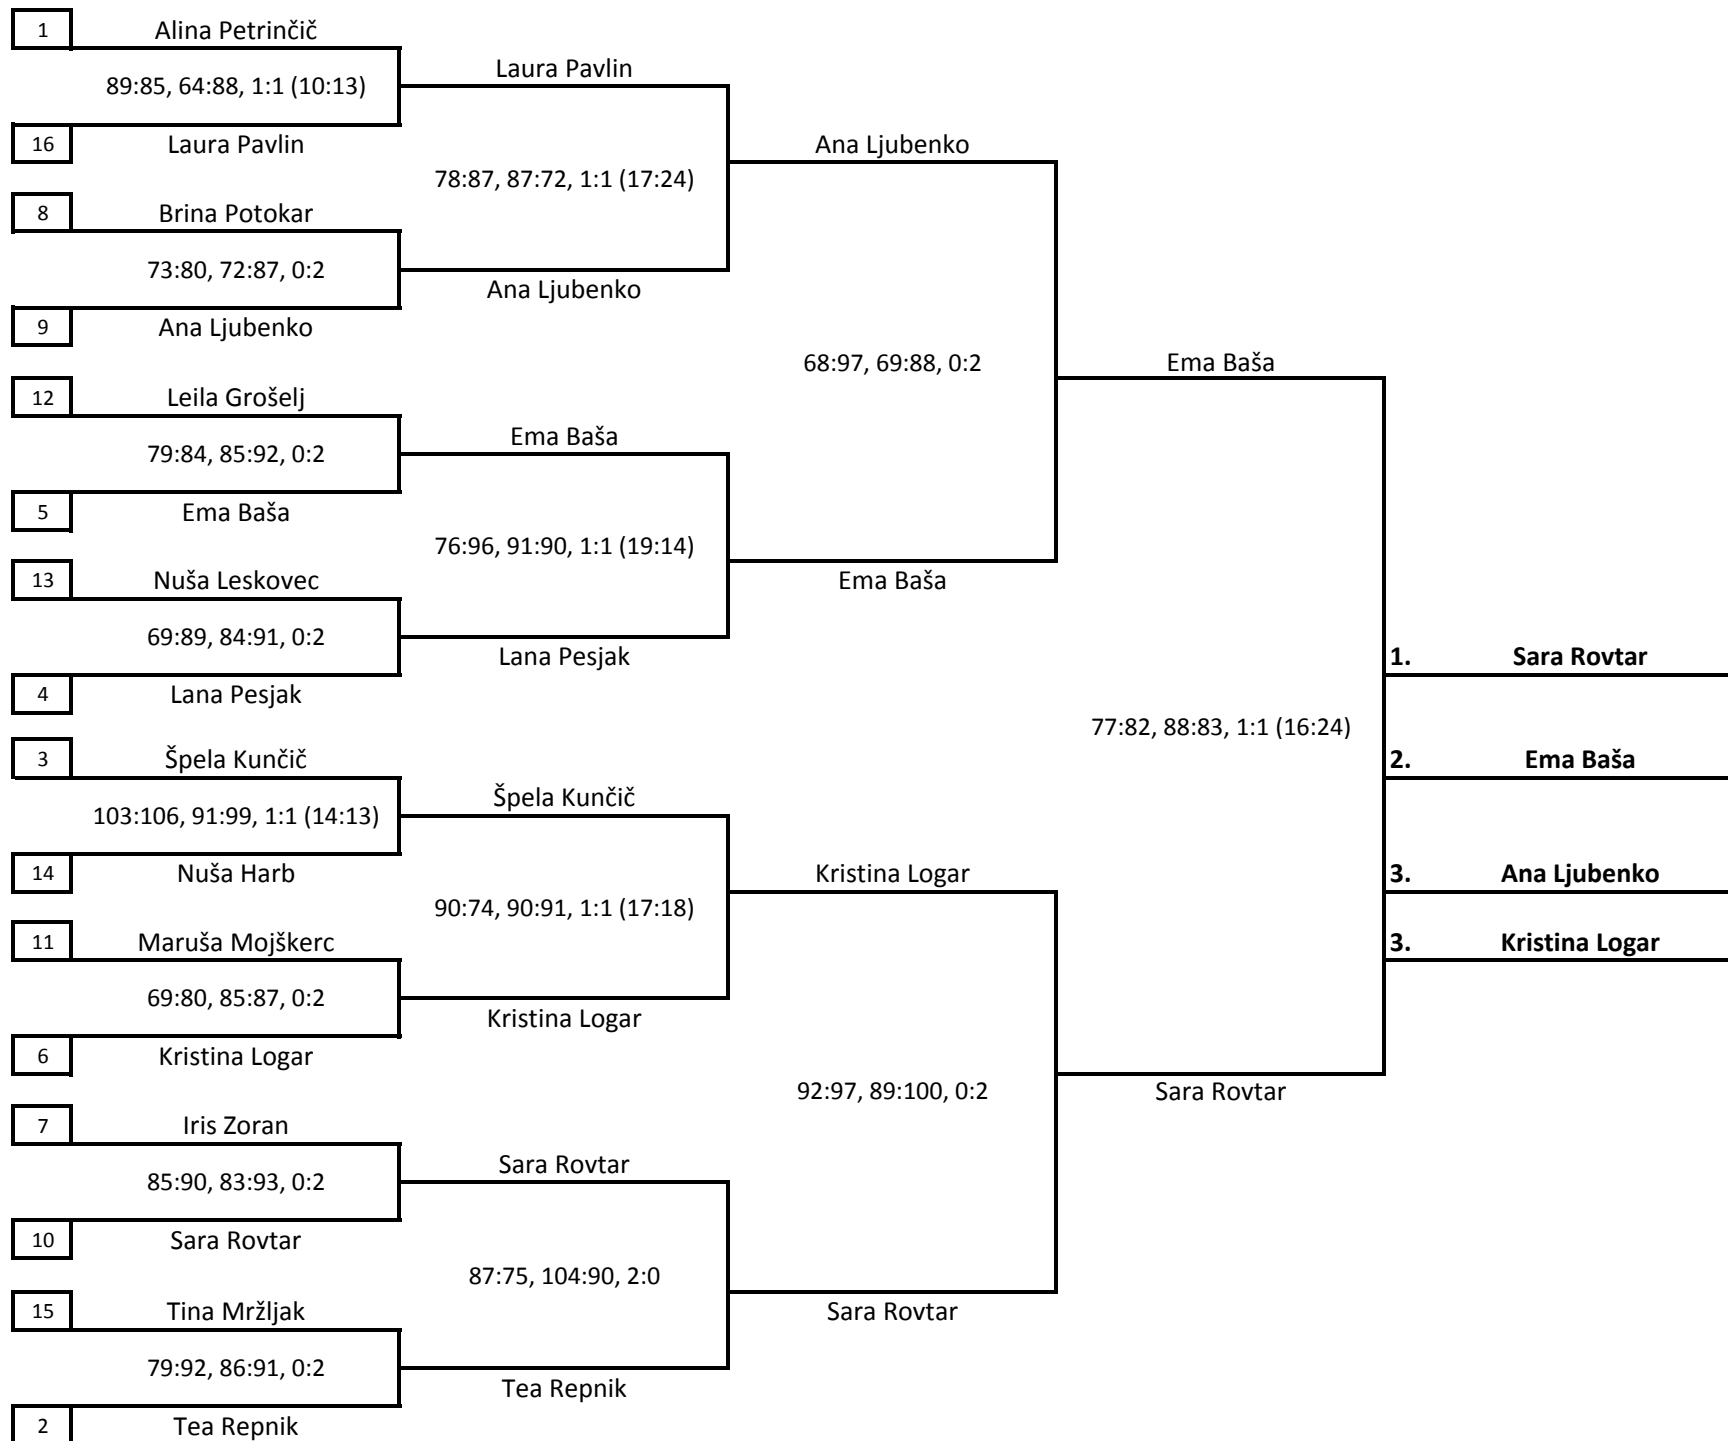 1 Alina Petrinčič
89:85, 64:88, 1:1 (10:13)
16 Laura Pavlin
8 Brina Potokar
73:80, 72:87, 0:2
9 Ana Ljubenko
12 Leila Grošelj
79:84, 85:92, 0:2
5 Ema Baša
13 Nuša Leskovec
69:89, 84:91, 0:2
4 Lana Pesjak
3 Špela Kunčič
103:106, 91:99, 1:1 (14:13)
14 Nuša Harb
11 Maruša Mojškerc
69:80, 85:87, 0:2
6 Kristina Logar
7 Iris Zoran
85:90, 83:93, 0:2
10 Sara Rovtar
15 Tina Mržljak
79:92, 86:91, 0:2
2 Tea Repnik
Laura Pavlin
78:87, 87:72, 1:1 (17:24)
Ana Ljubenko
Ema Baša
76:96, 91:90, 1:1 (19:14)
Lana Pesjak
Špela Kunčič
90:74, 90:91, 1:1 (17:18)
Kristina Logar
Sara Rovtar
87:75, 104:90, 2:0
Tea Repnik
Ana Ljubenko
68:97, 69:88, 0:2
Ema Baša
Kristina Logar
92:97, 89:100, 0:2
Sara Rovtar
Ema Baša
77:82, 88:83, 1:1 (16:24)
Sara Rovtar
1. Sara Rovtar
2. Ema Baša
3. Ana Ljubenko
3. Kristina Logar